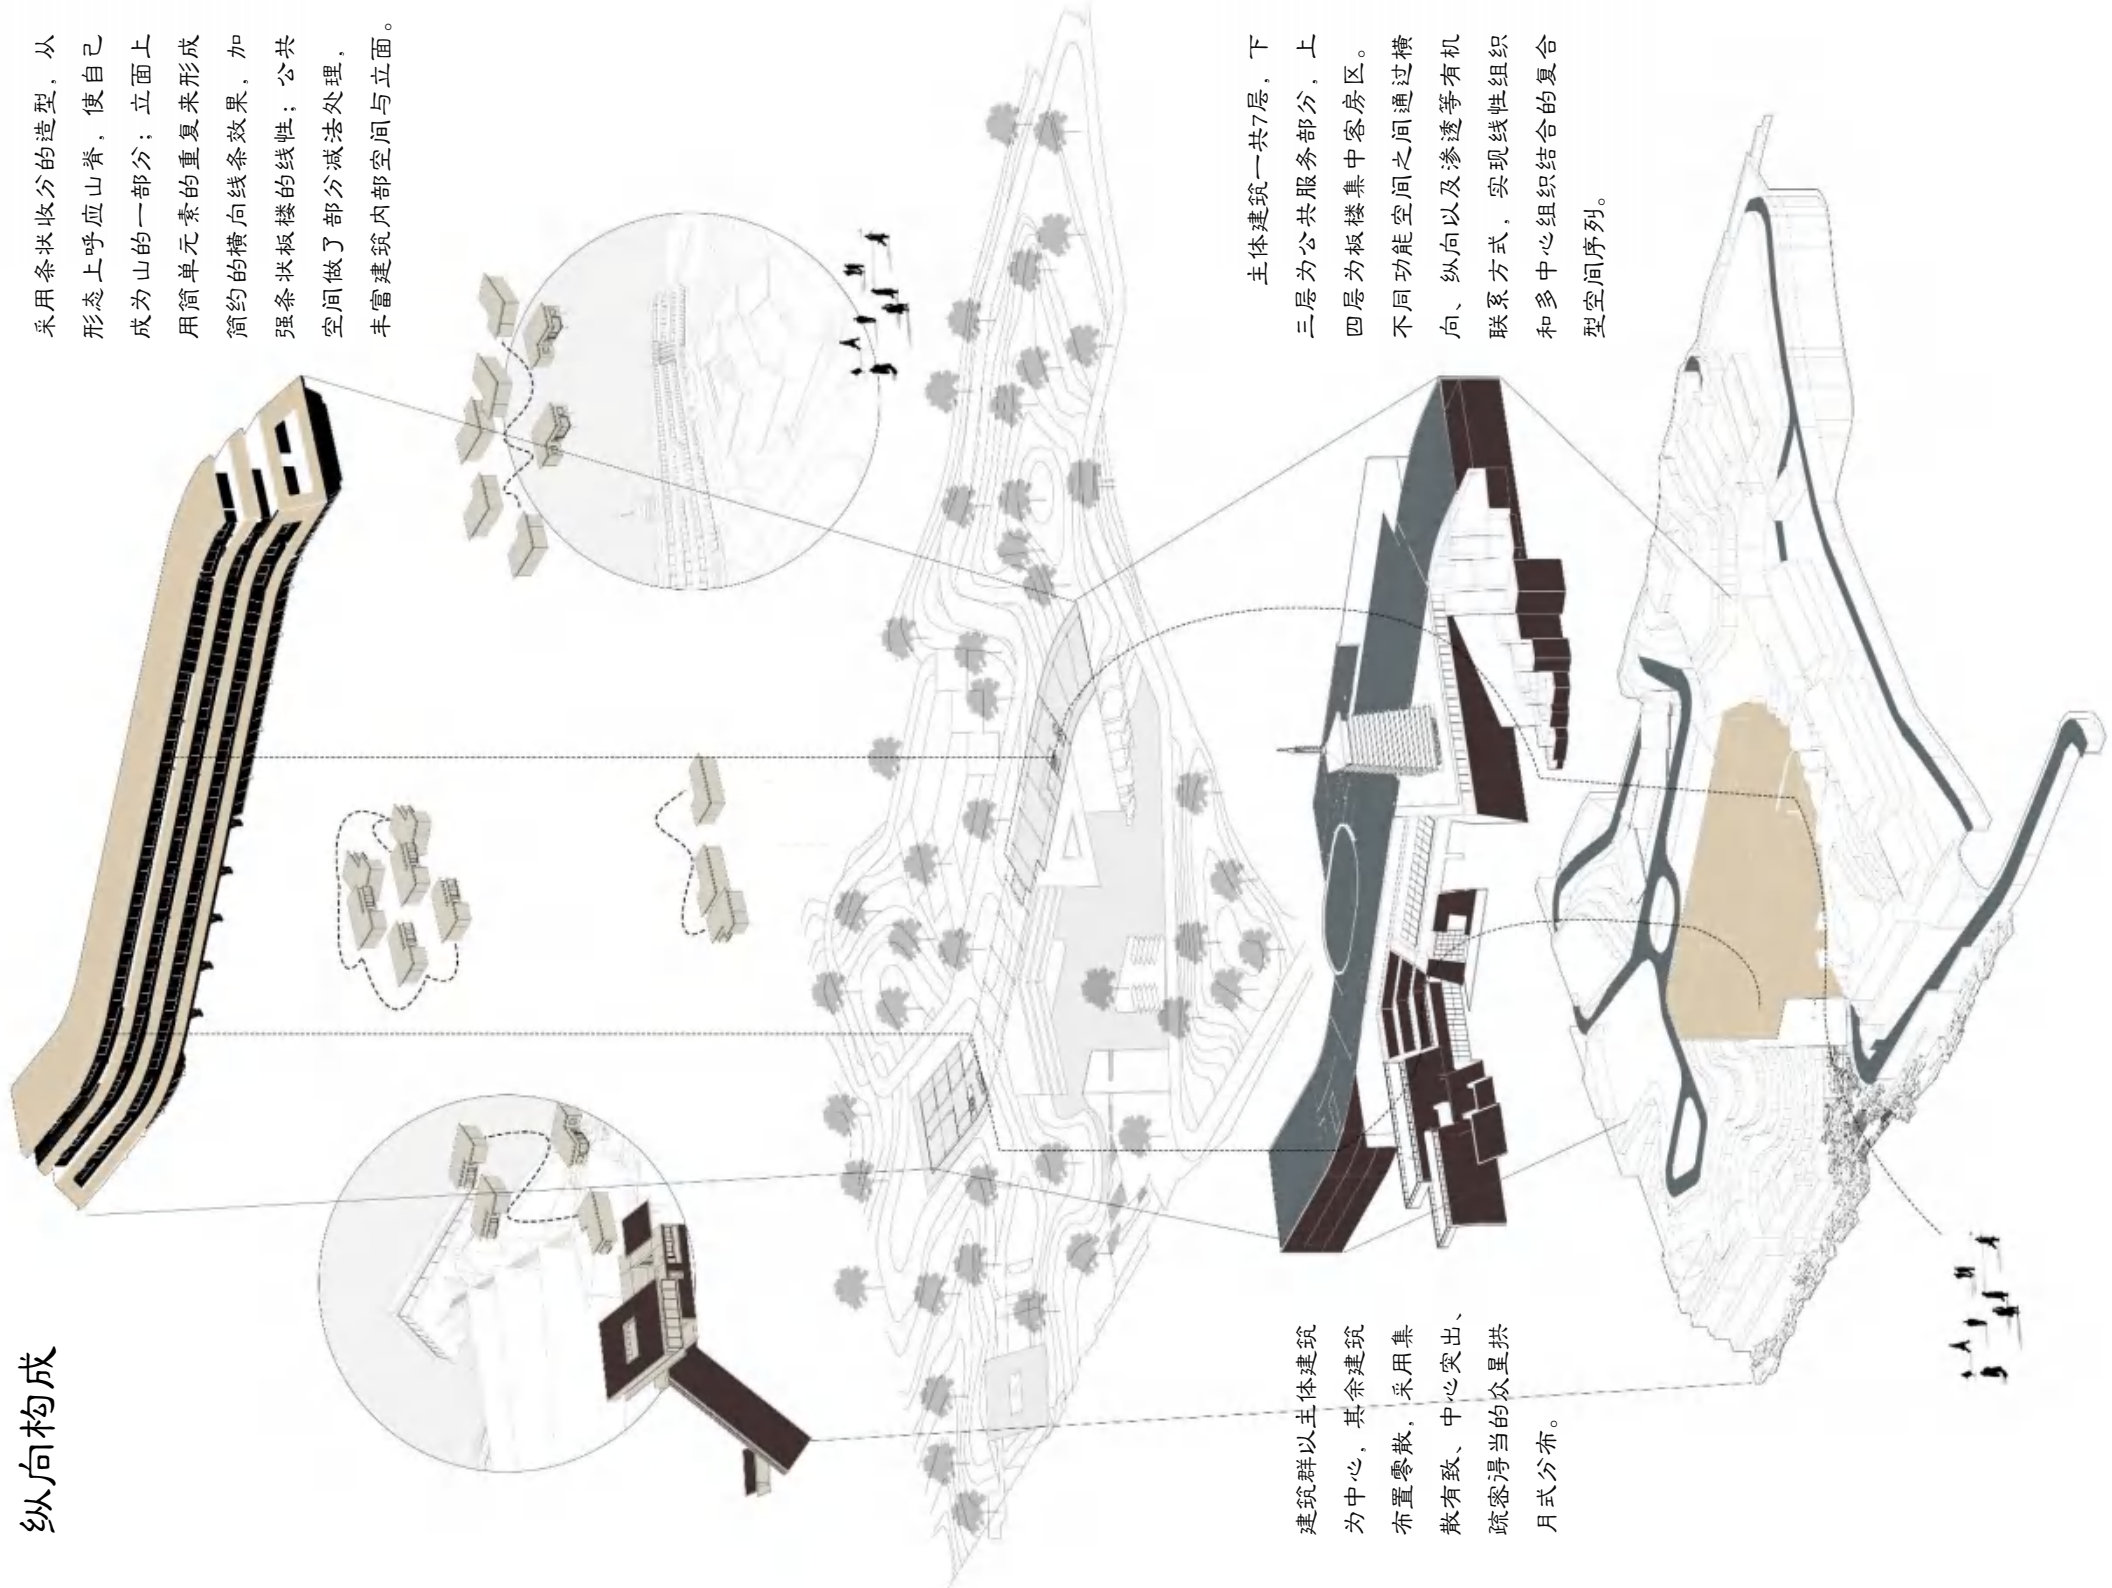 纵向构成
采用条状收分的造型，从
形态上呼应山脊，使自己
成为山的一部分；立面上
用简单元素的重复来形成
简约的横向线条效果，加
强条状板楼的线性；公共
空间做了部分减法处理，
丰富建筑内部空间与立面。
建筑群以主体建筑
为中心，其余建筑
布置零散，采用集
散有致、中心突出、
疏密得当的众星拱
月式分布。
主体建筑一共7层，下
三层为公共服务部分，上
四层为板楼集中客房区。
不同功能空间之间通过横
向、纵向以及渗透等有机
联系方式，实现线性组织
和多中心组织结合的复合
型空间序列。